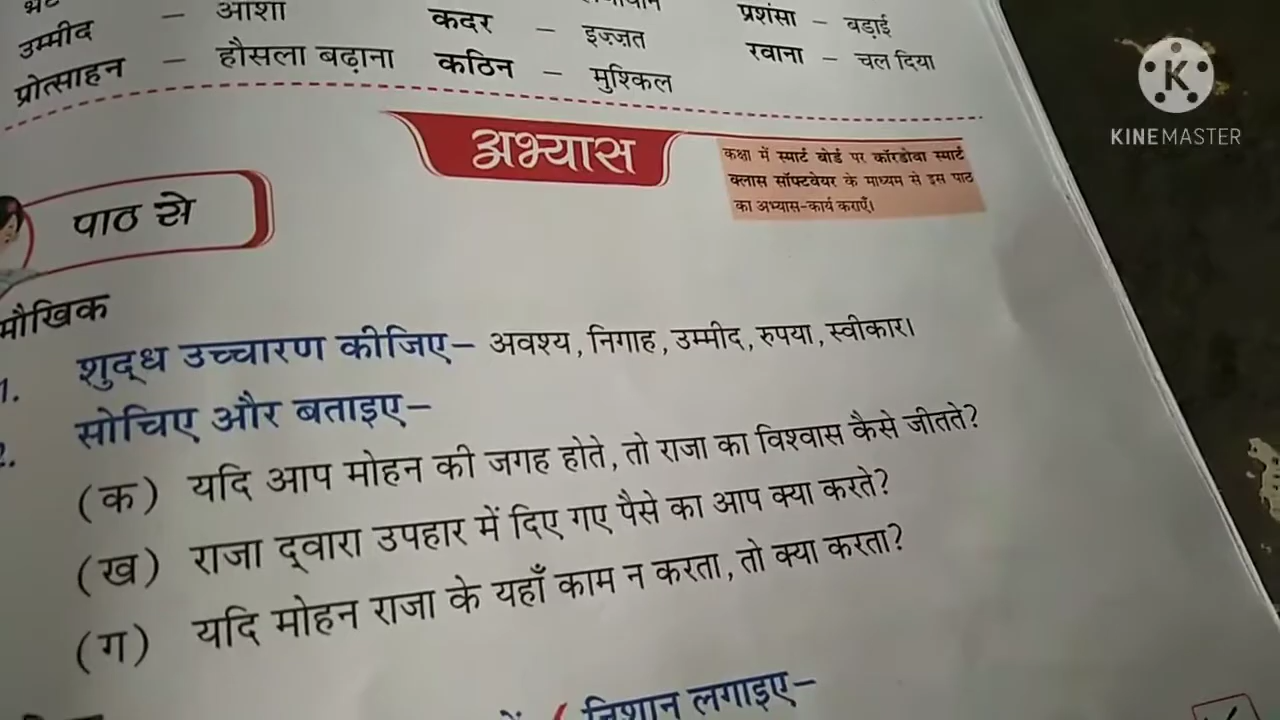 उम्मीद – आशा कदर – इज़्ज़त प्रशंसा – बड़ाई
प्रोत्साहन – हौसला बढ़ाना कठिन – मुश्किल रवाना – चल दिया
KINEMASTER
अभ्यास
कक्षा में स्मार्ट बोर्ड पर कॉरडोवा स्मार्ट
क्लास सॉफ्टवेयर के माध्यम से इस पाठ
का अभ्यास-कार्य कराएँ।
पाठ से
मौखिक
1. शुद्ध उच्चारण कीजिए– अवश्य, निगाह, उम्मीद, रुपया, स्वीकार।
2. सोचिए और बताइए–
(क) यदि आप मोहन की जगह होते, तो राजा का विश्वास कैसे जीतते?
(ख) राजा द्वारा उपहार में दिए गए पैसे का आप क्या करते?
(ग) यदि मोहन राजा के यहाँ काम न करता, तो क्या करता?
निशान लगाइए–